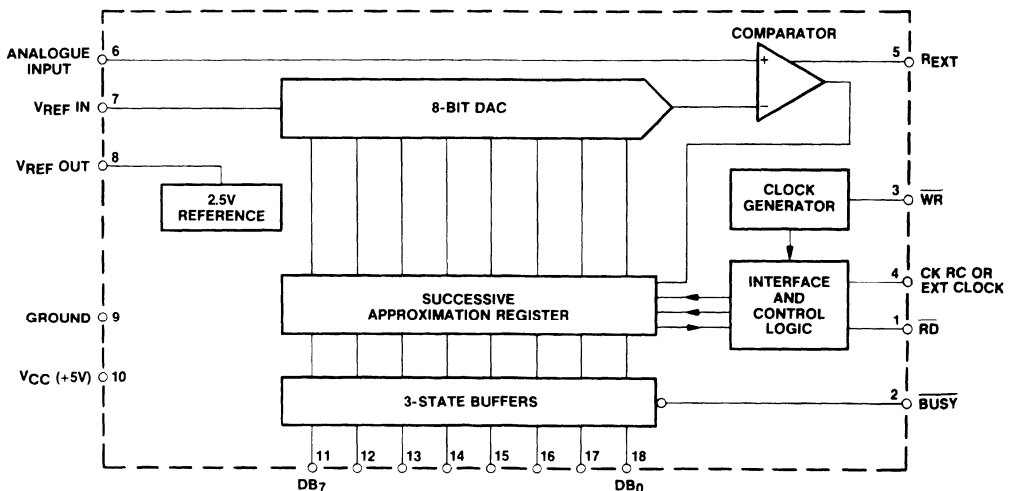 COMPARATOR
ANALOGUE
INPUT
6
5
REXT
VREF IN
7
8-BIT DAC
+
−
VREF OUT
8
2.5V
REFERENCE
CLOCK
GENERATOR
3
WR
4
CK RC OR
EXT CLOCK
SUCCESSIVE
APPROXIMATION REGISTER
INTERFACE
AND
CONTROL
LOGIC
GROUND
9
1
RD
VCC (+5V)
10
3-STATE BUFFERS
2
BUSY
11 12 13 14 15 16 17 18
DB7 DB0